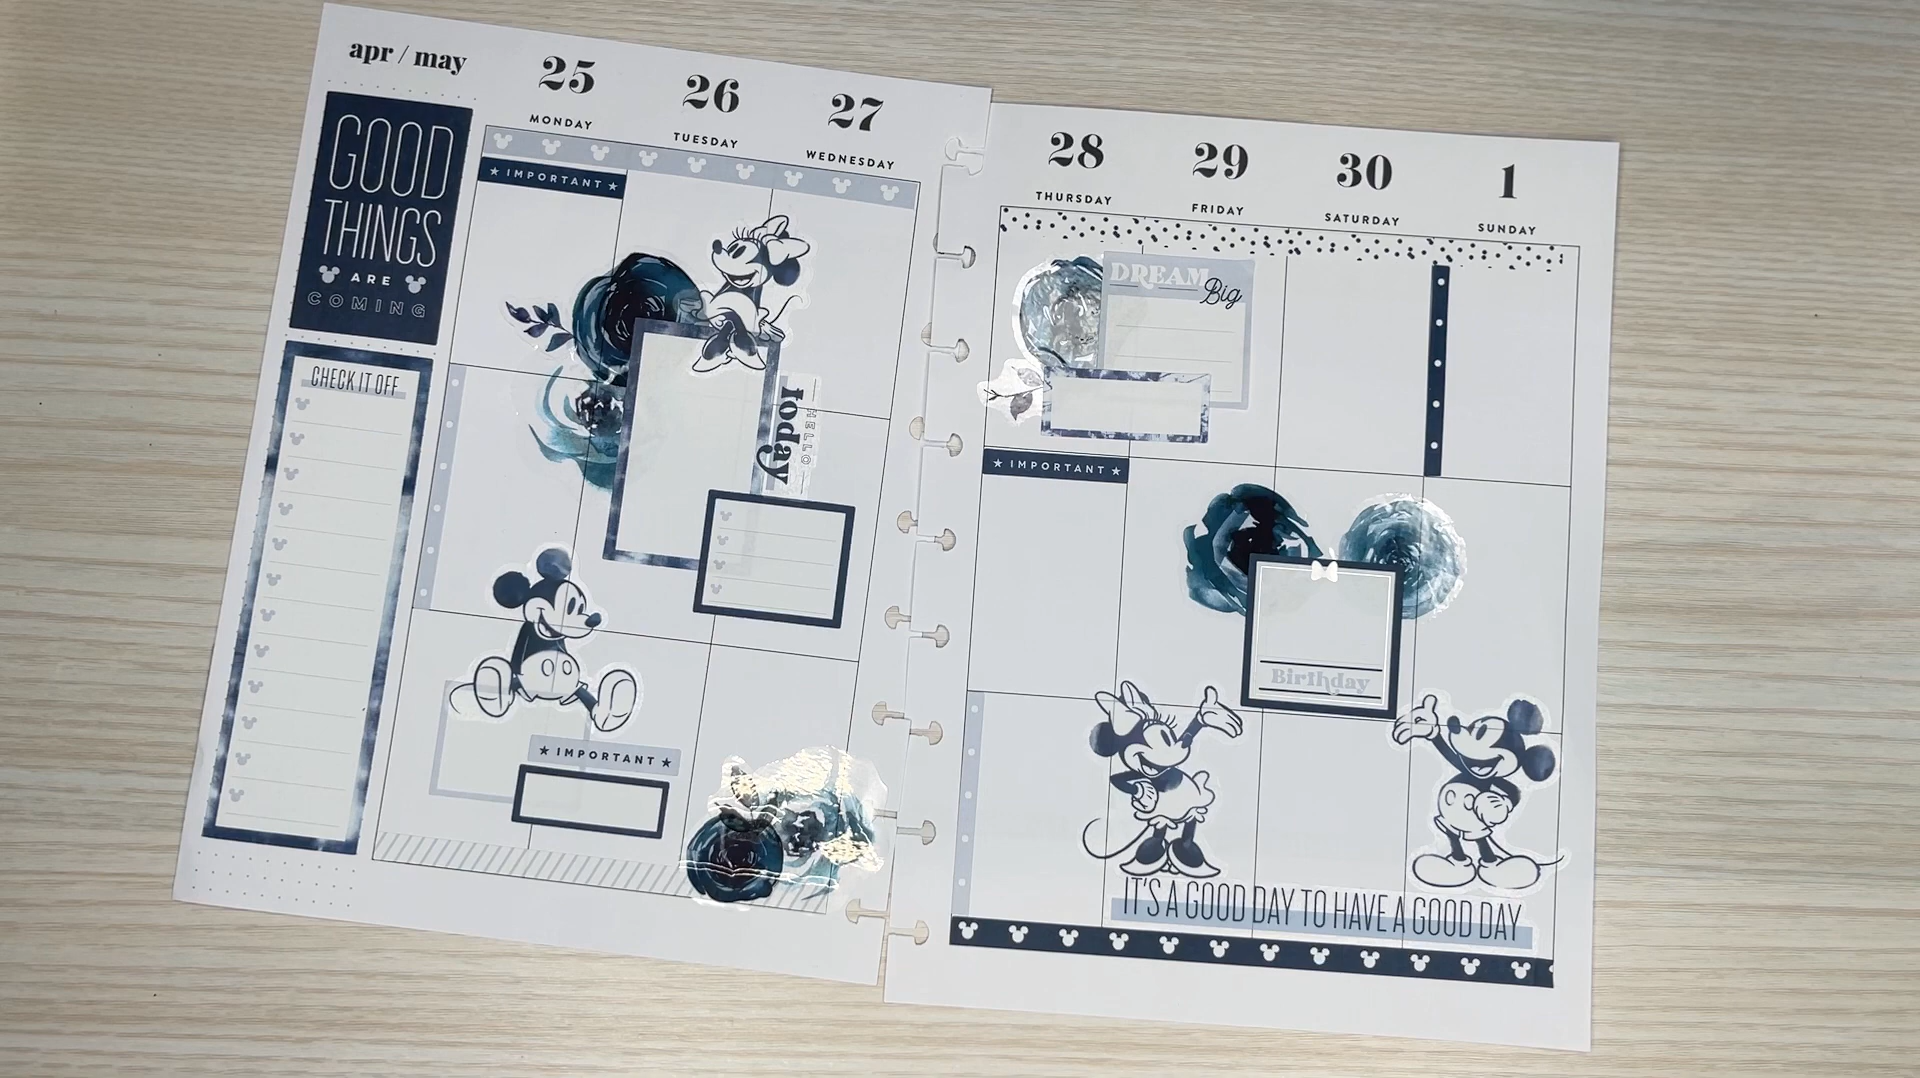 apr / may
25
MONDAY
26
TUESDAY
27
WEDNESDAY
GOOD
THINGS
ARE
COMING
CHECK IT OFF
★ IMPORTANT ★
HELLO
today
★ IMPORTANT ★
28
THURSDAY
29
FRIDAY
30
SATURDAY
1
SUNDAY
DREAM
Big
★ IMPORTANT ★
Birthday
IT'S A GOOD DAY TO HAVE A GOOD DAY